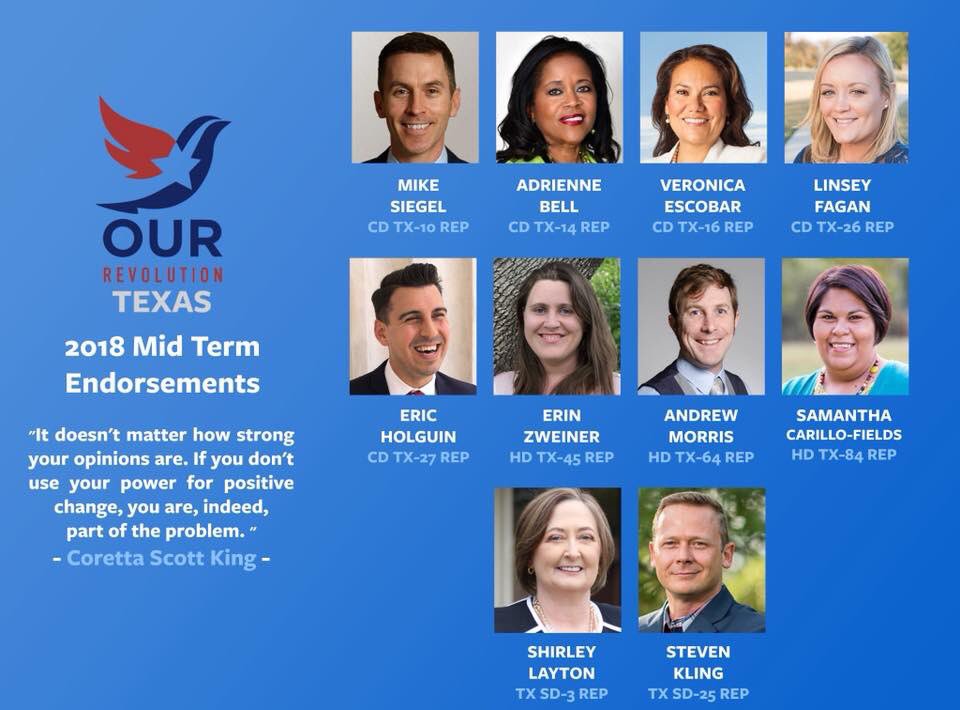 OUR
REVOLUTION
TEXAS
2018 Mid Term
Endorsements
"It doesn't matter how strong
your opinions are. If you don't
use your power for positive
change, you are, indeed,
part of the problem. "
- Coretta Scott King -
MIKE
SIEGEL
CD TX-10 REP
ADRIENNE
BELL
CD TX-14 REP
VERONICA
ESCOBAR
CD TX-16 REP
LINSEY
FAGAN
CD TX-26 REP
ERIC
HOLGUIN
CD TX-27 REP
ERIN
ZWEINER
HD TX-45 REP
ANDREW
MORRIS
HD TX-64 REP
SAMANTHA
CARILLO-FIELDS
HD TX-84 REP
SHIRLEY
LAYTON
TX SD-3 REP
STEVEN
KLING
TX SD-25 REP